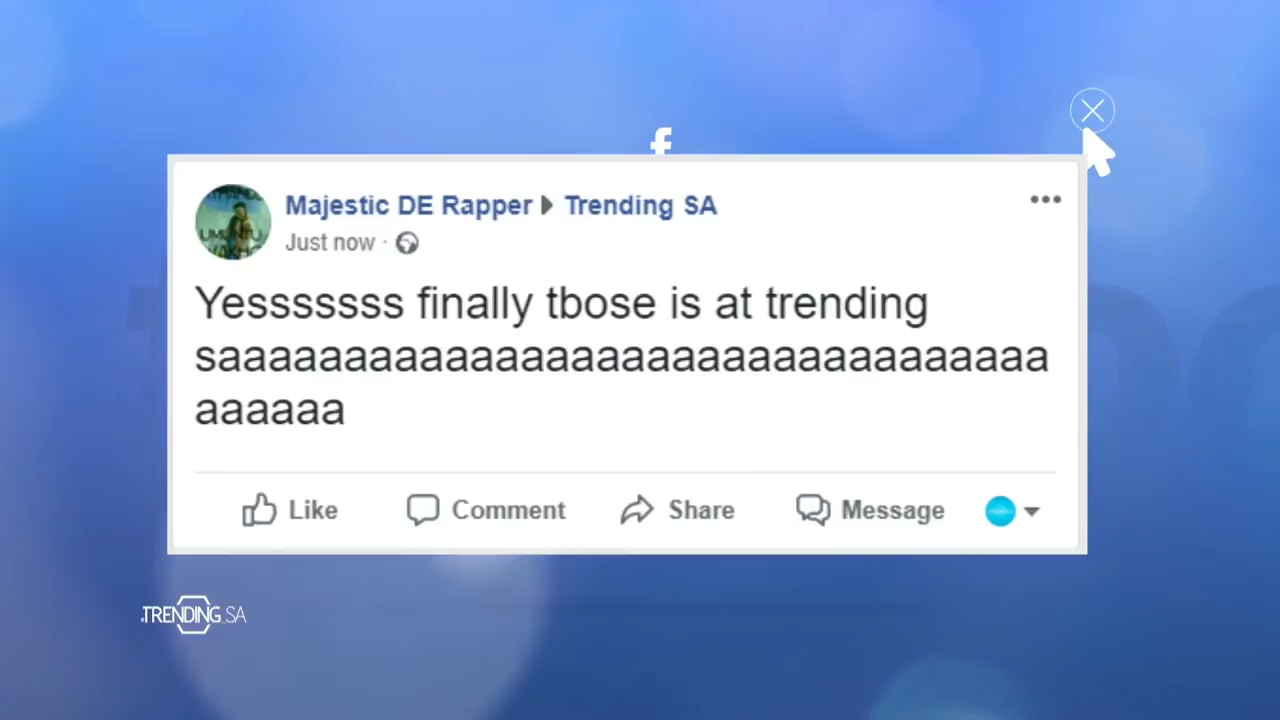 f
Majestic DE Rapper Trending SA
Just now ·
Yesssssss finally tbose is at trending
saaaaaaaaaaaaaaaaaaaaaaaaaaaaaaaaa
aaaaaa
Like Comment Share Message
TRENDING SA